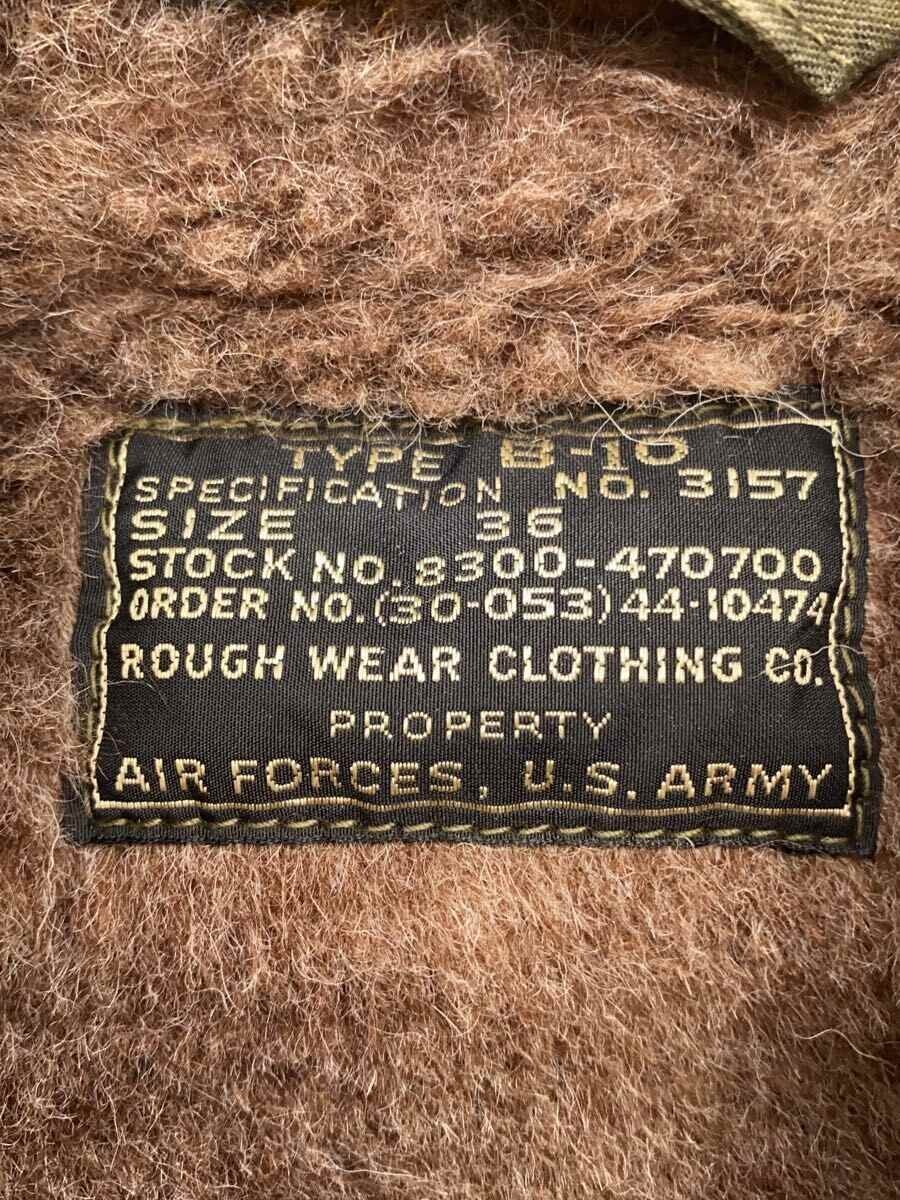 TYPE B-10
SPECIFICATION NO. 3157
SIZE 36
STOCK NO. 8300-470700
ORDER NO. (30-053) 44-10474
ROUGH WEAR CLOTHING CO.
PROPERTY
AIR FORCES, U.S. ARMY